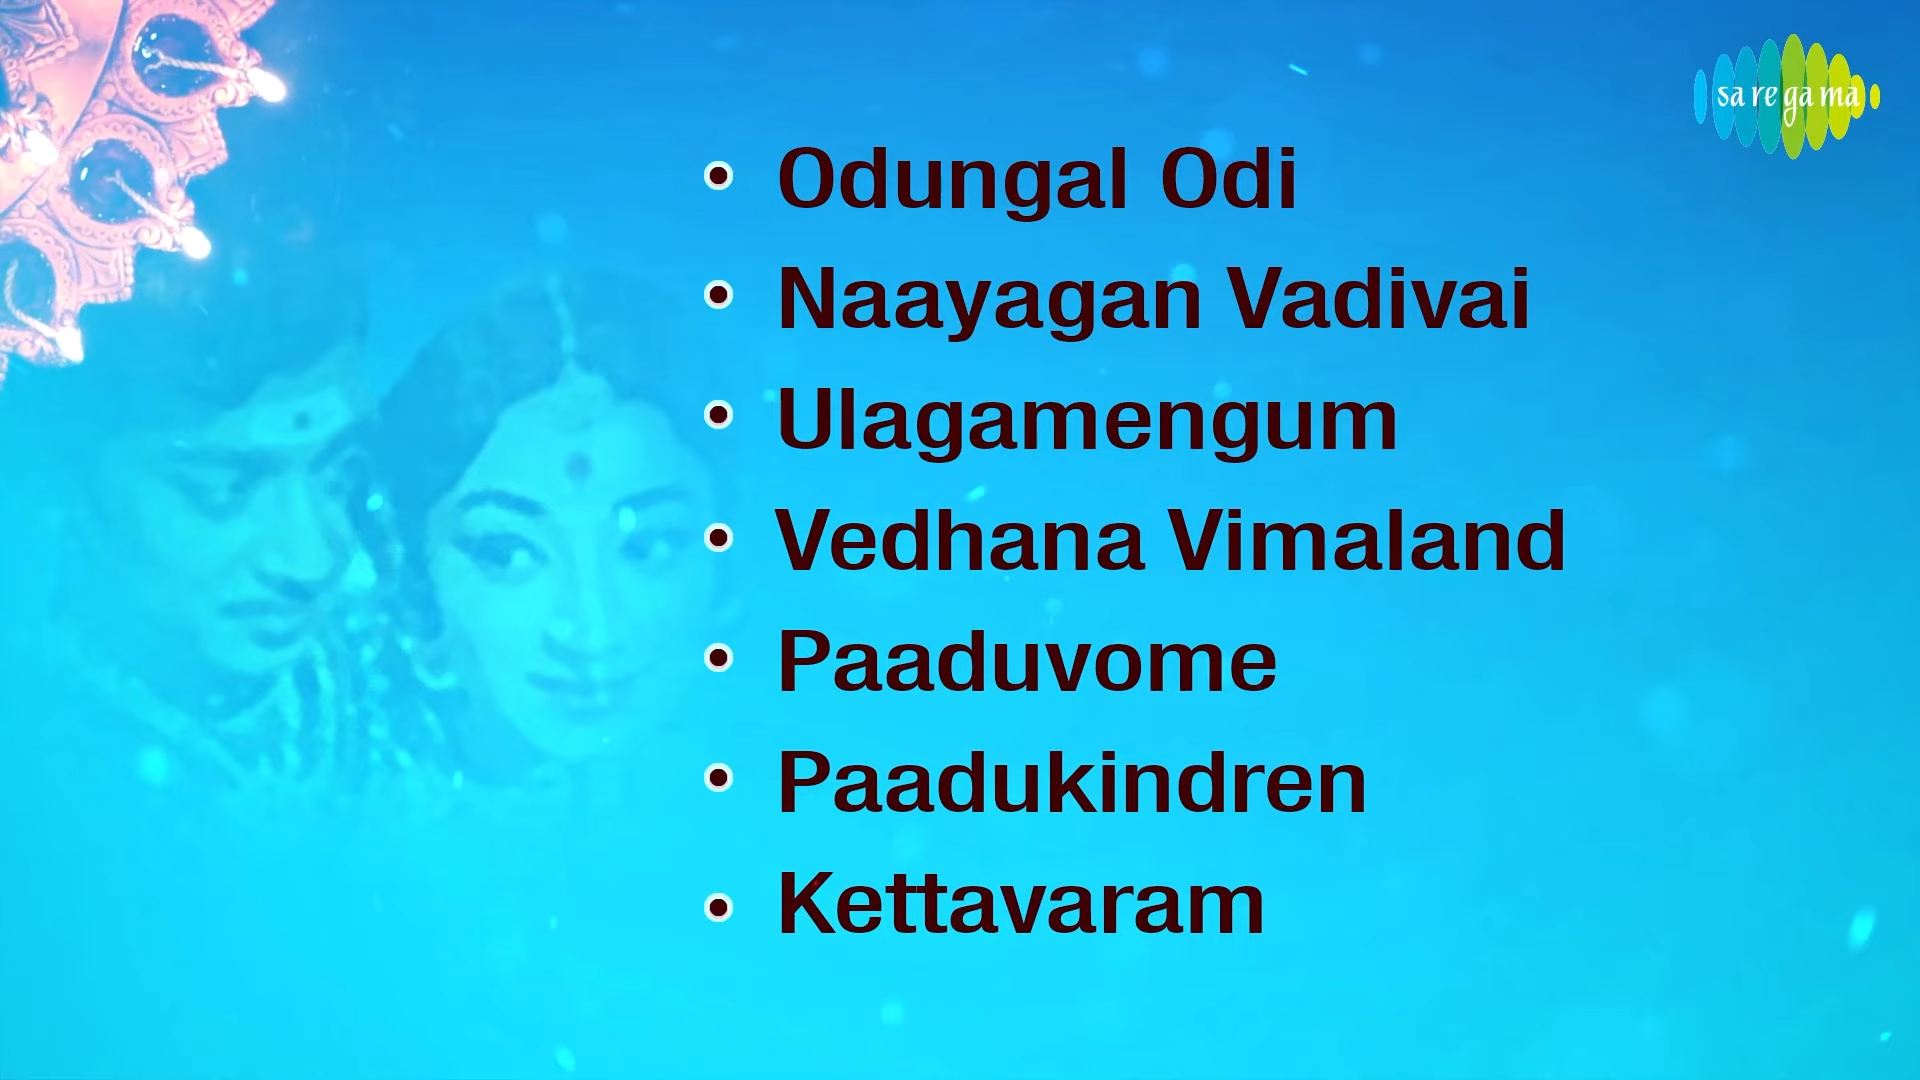 sa re ga ma
Odungal Odi
Naayagan Vadivai
Ulagamengum
Vedhana Vimaland
Paaduvome
Paadukindren
Kettavaram